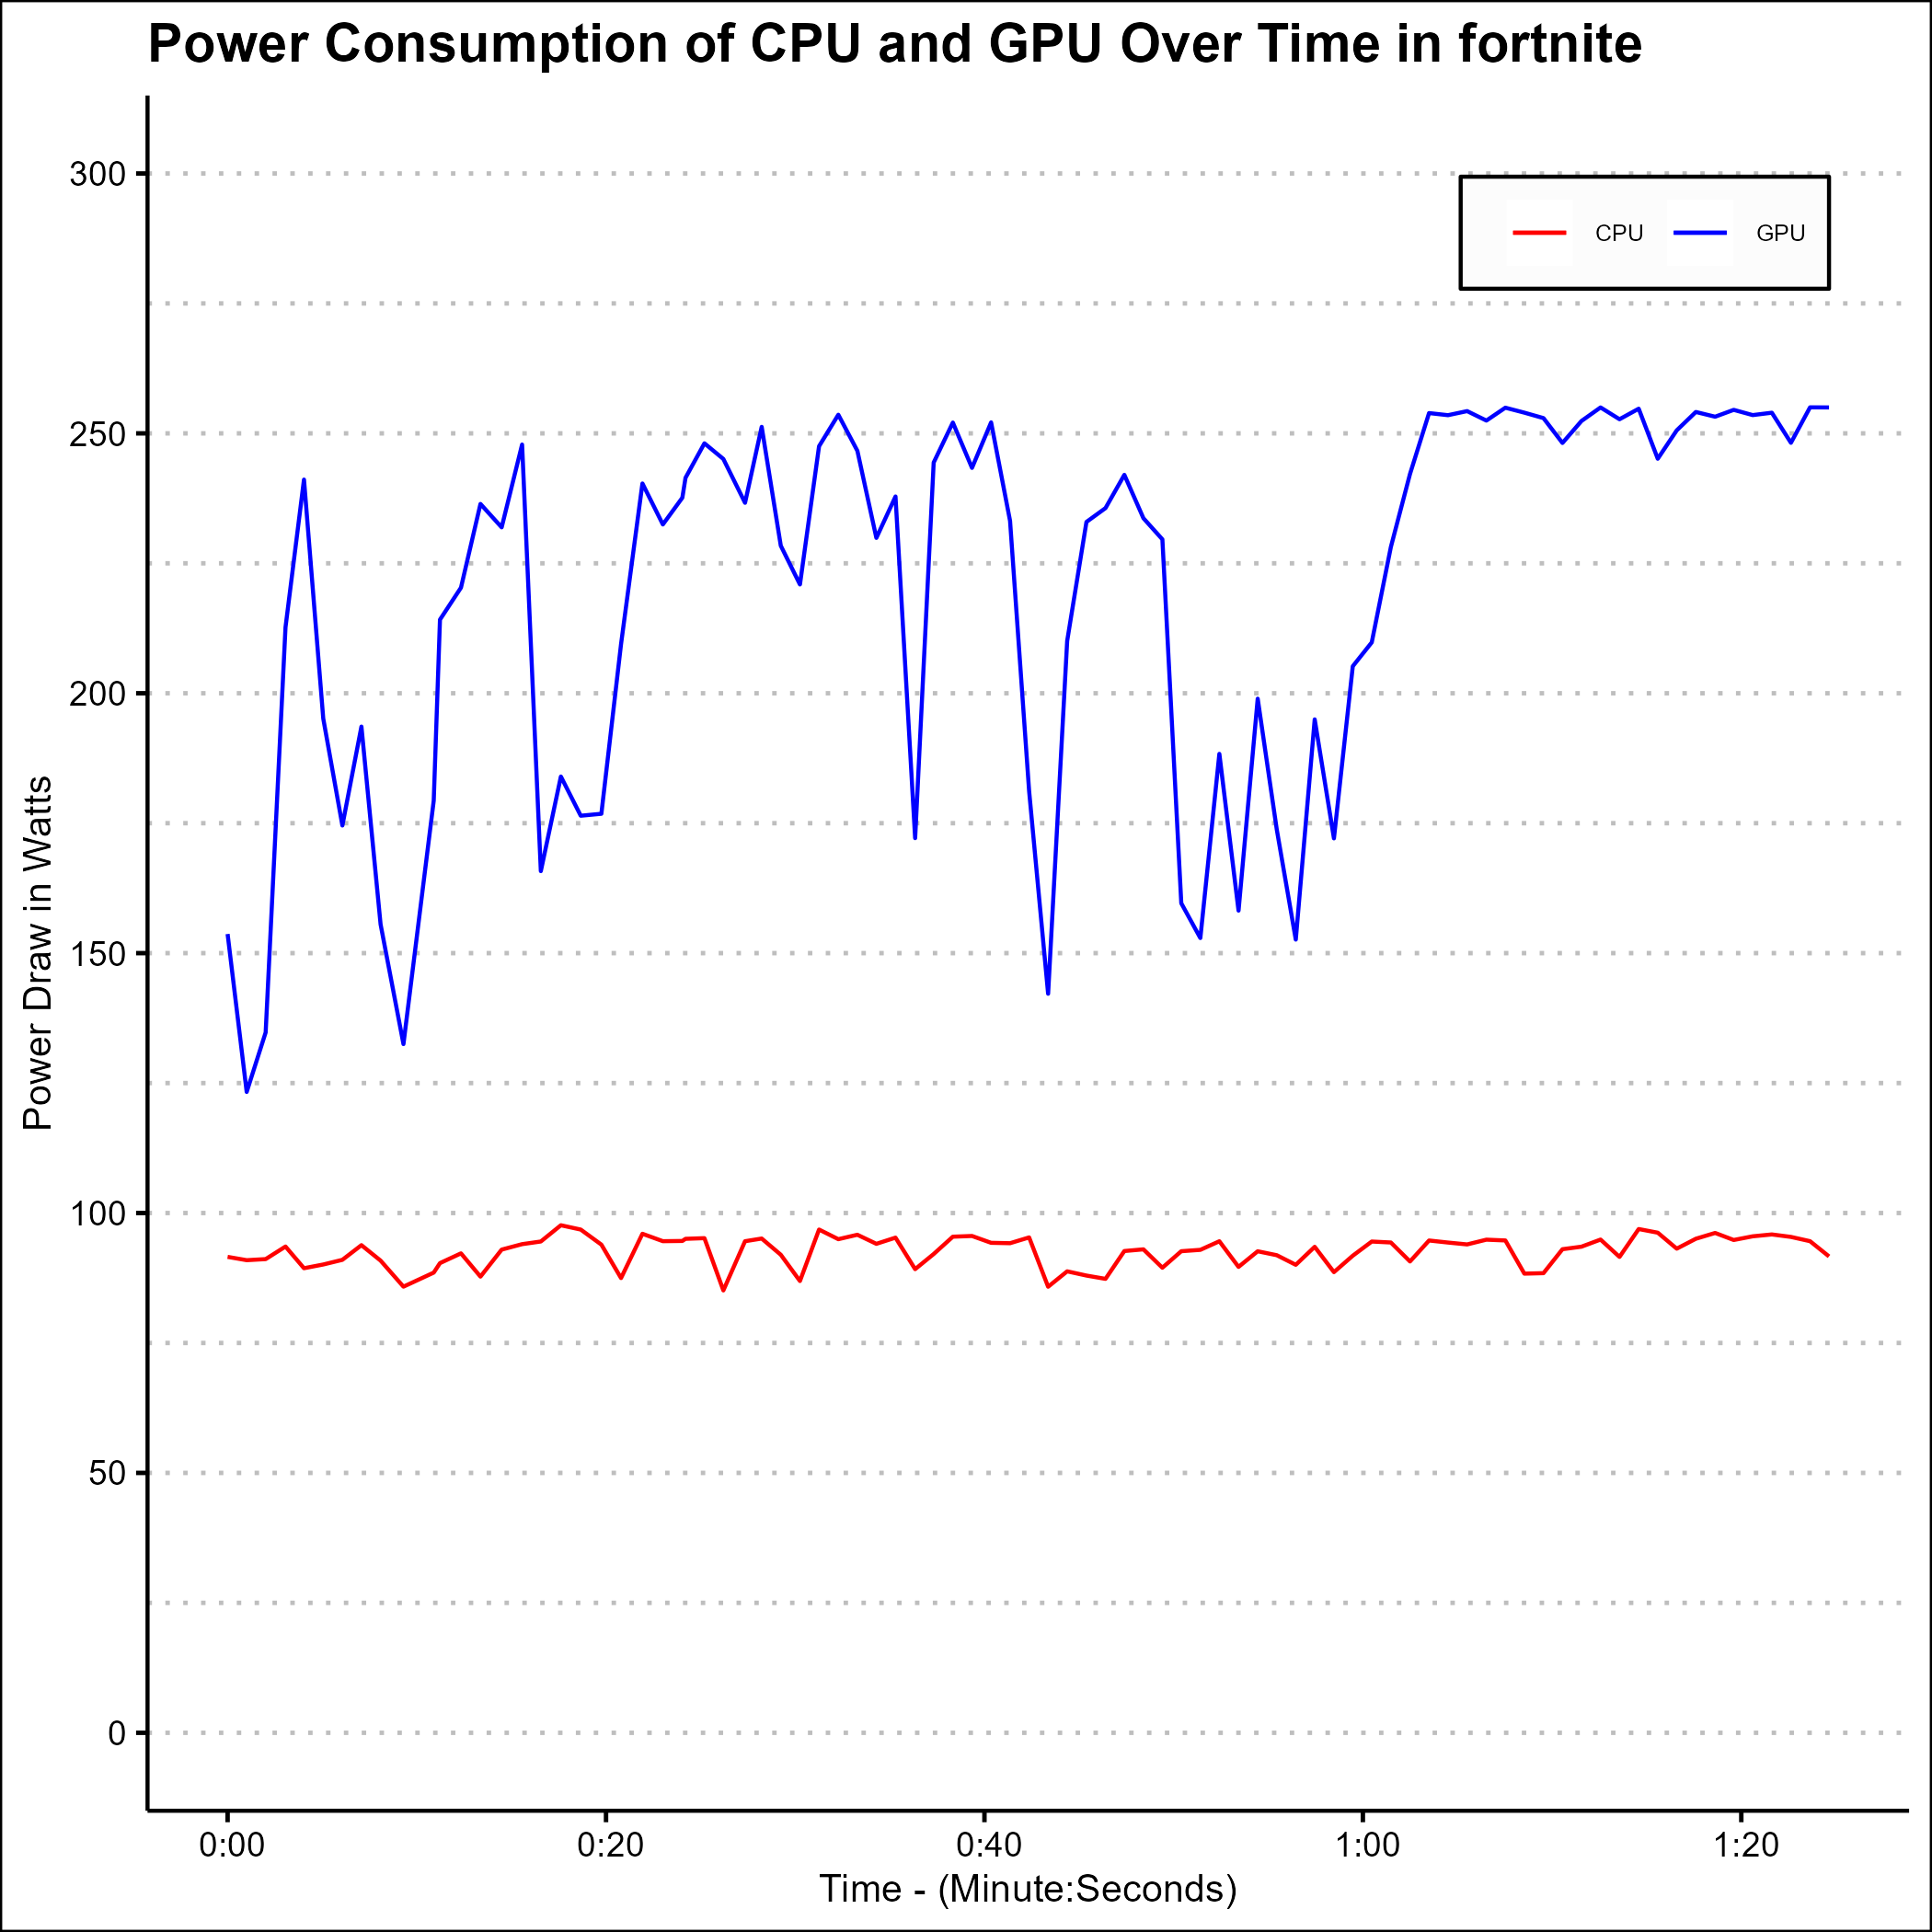 Power Consumption of CPU and GPU Over Time in fortnite
300
CPU GPU
250
200
150
100
50
0
Power Draw in Watts
0:00 0:20 0:40 1:00 1:20
Time - (Minute:Seconds)